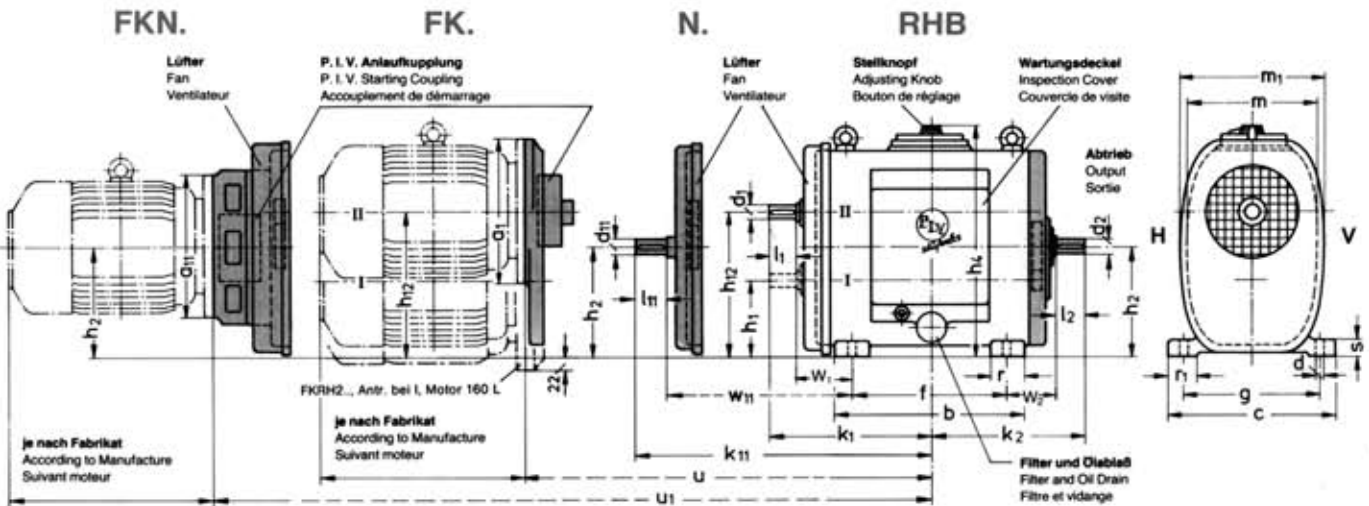 FKN.
FK.
N.
RHB
Lüfter
Fan
Ventilateur
P. I. V. Anlaufkupplung
P. I. V. Starting Coupling
Accouplement de démarrage
Lüfter
Fan
Ventilateur
Stellknopf
Adjusting Knob
Bouton de réglage
Wartungsdeckel
Inspection Cover
Couvercle de visite
Abtrieb
Output
Sortie
m1
m
H
V
II
I
II
I
P.I.V.
a11
h2
h12
a1
h2
d11
l11
h12
h1
d1
l1
h4
d2
l2
h2
22
FKRH2.., Antr. bei I, Motor 160 L
w1
w11
f
r
w2
b
k1
k2
k11
u
u1
s
d
r1
g
c
je nach Fabrikat
According to Manufacture
Suivant moteur
je nach Fabrikat
According to Manufacture
Suivant moteur
Filter und Ölablaß
Filter and Oil Drain
Filtre et vidange